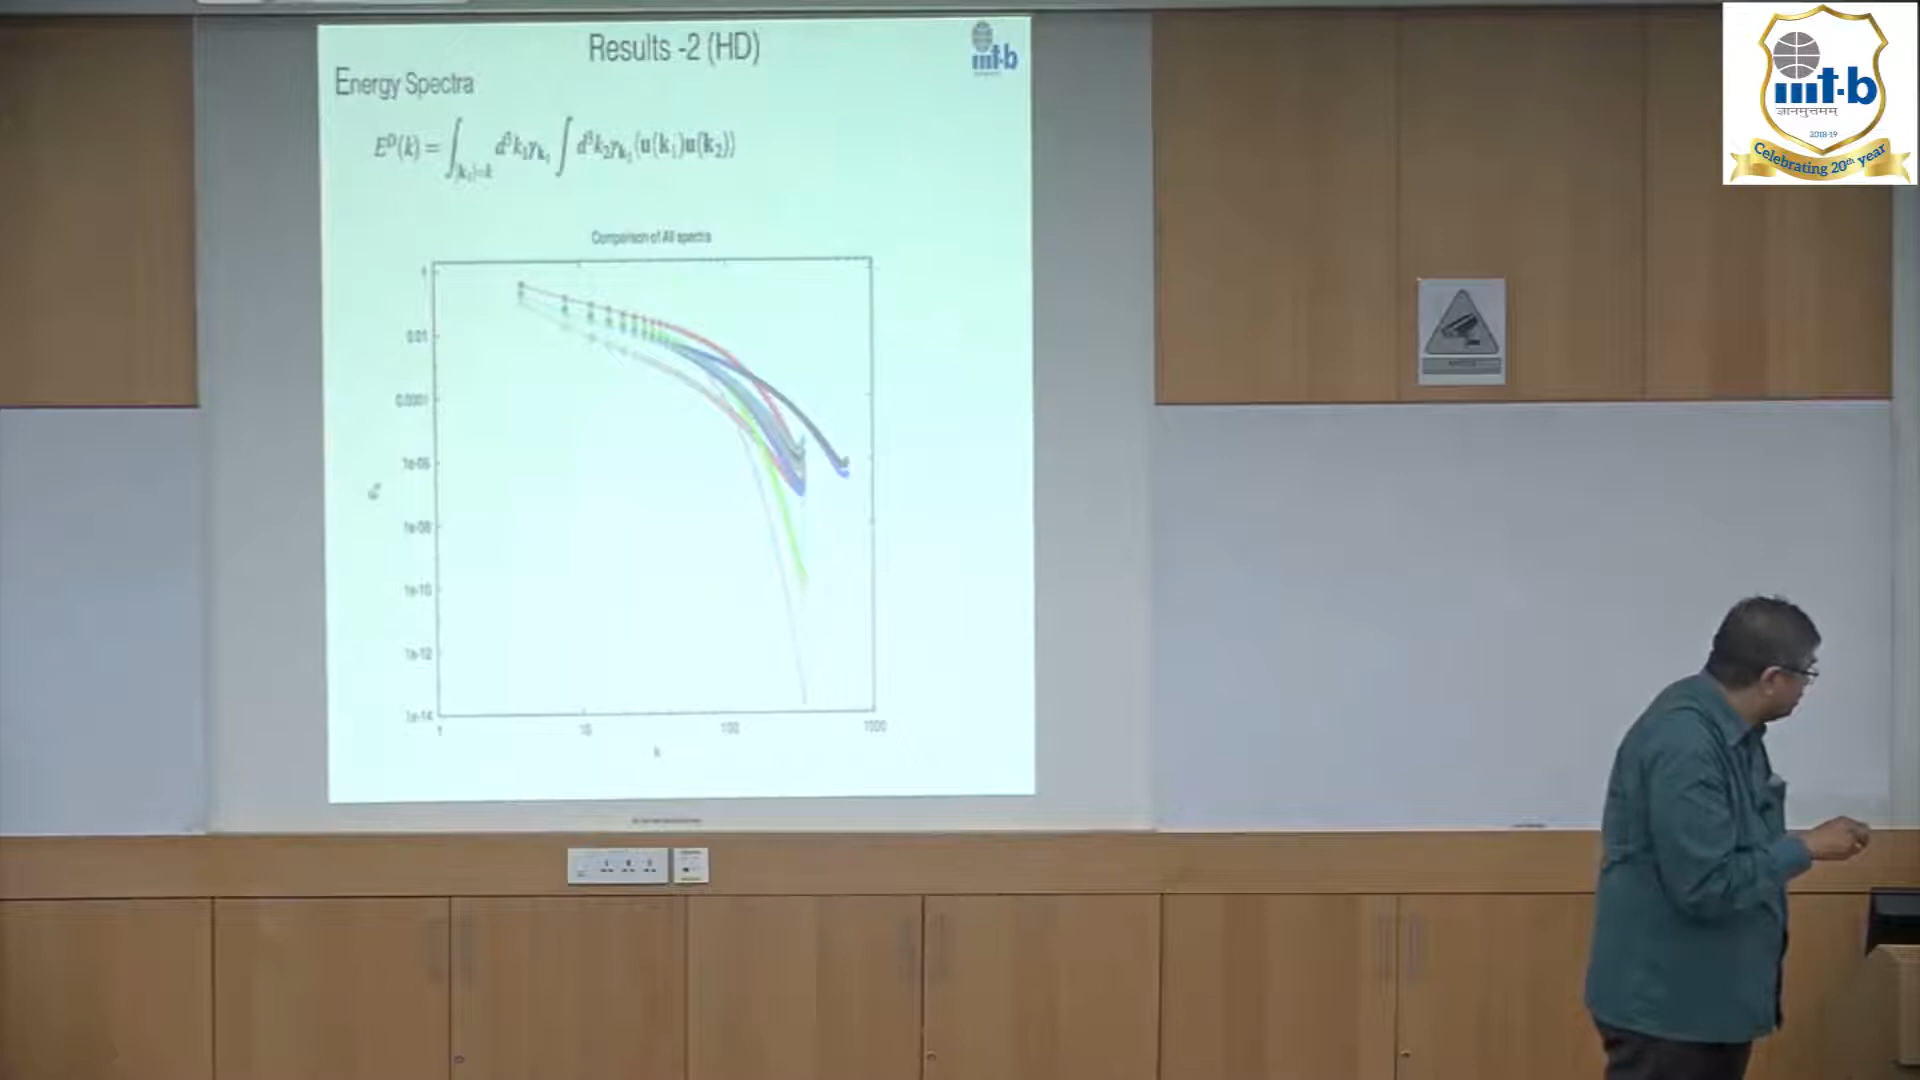 Results -2 (HD)
iiit-b
Energy Spectra
E^D(k) = ∫_{|k₁|=k} d³k₁γ_{k₁} ∫ d³k₂γ_{k₂} ⟨u(k₁)u(k₂)⟩
Comparison of All spectra
1
0.01
0.0001
1e-06
1e-08
1e-10
1e-12
1e-14
1
10
100
1000
k
iiit-b
ज्ञानमुत्तमम्
2018-19
Celebrating 20th year